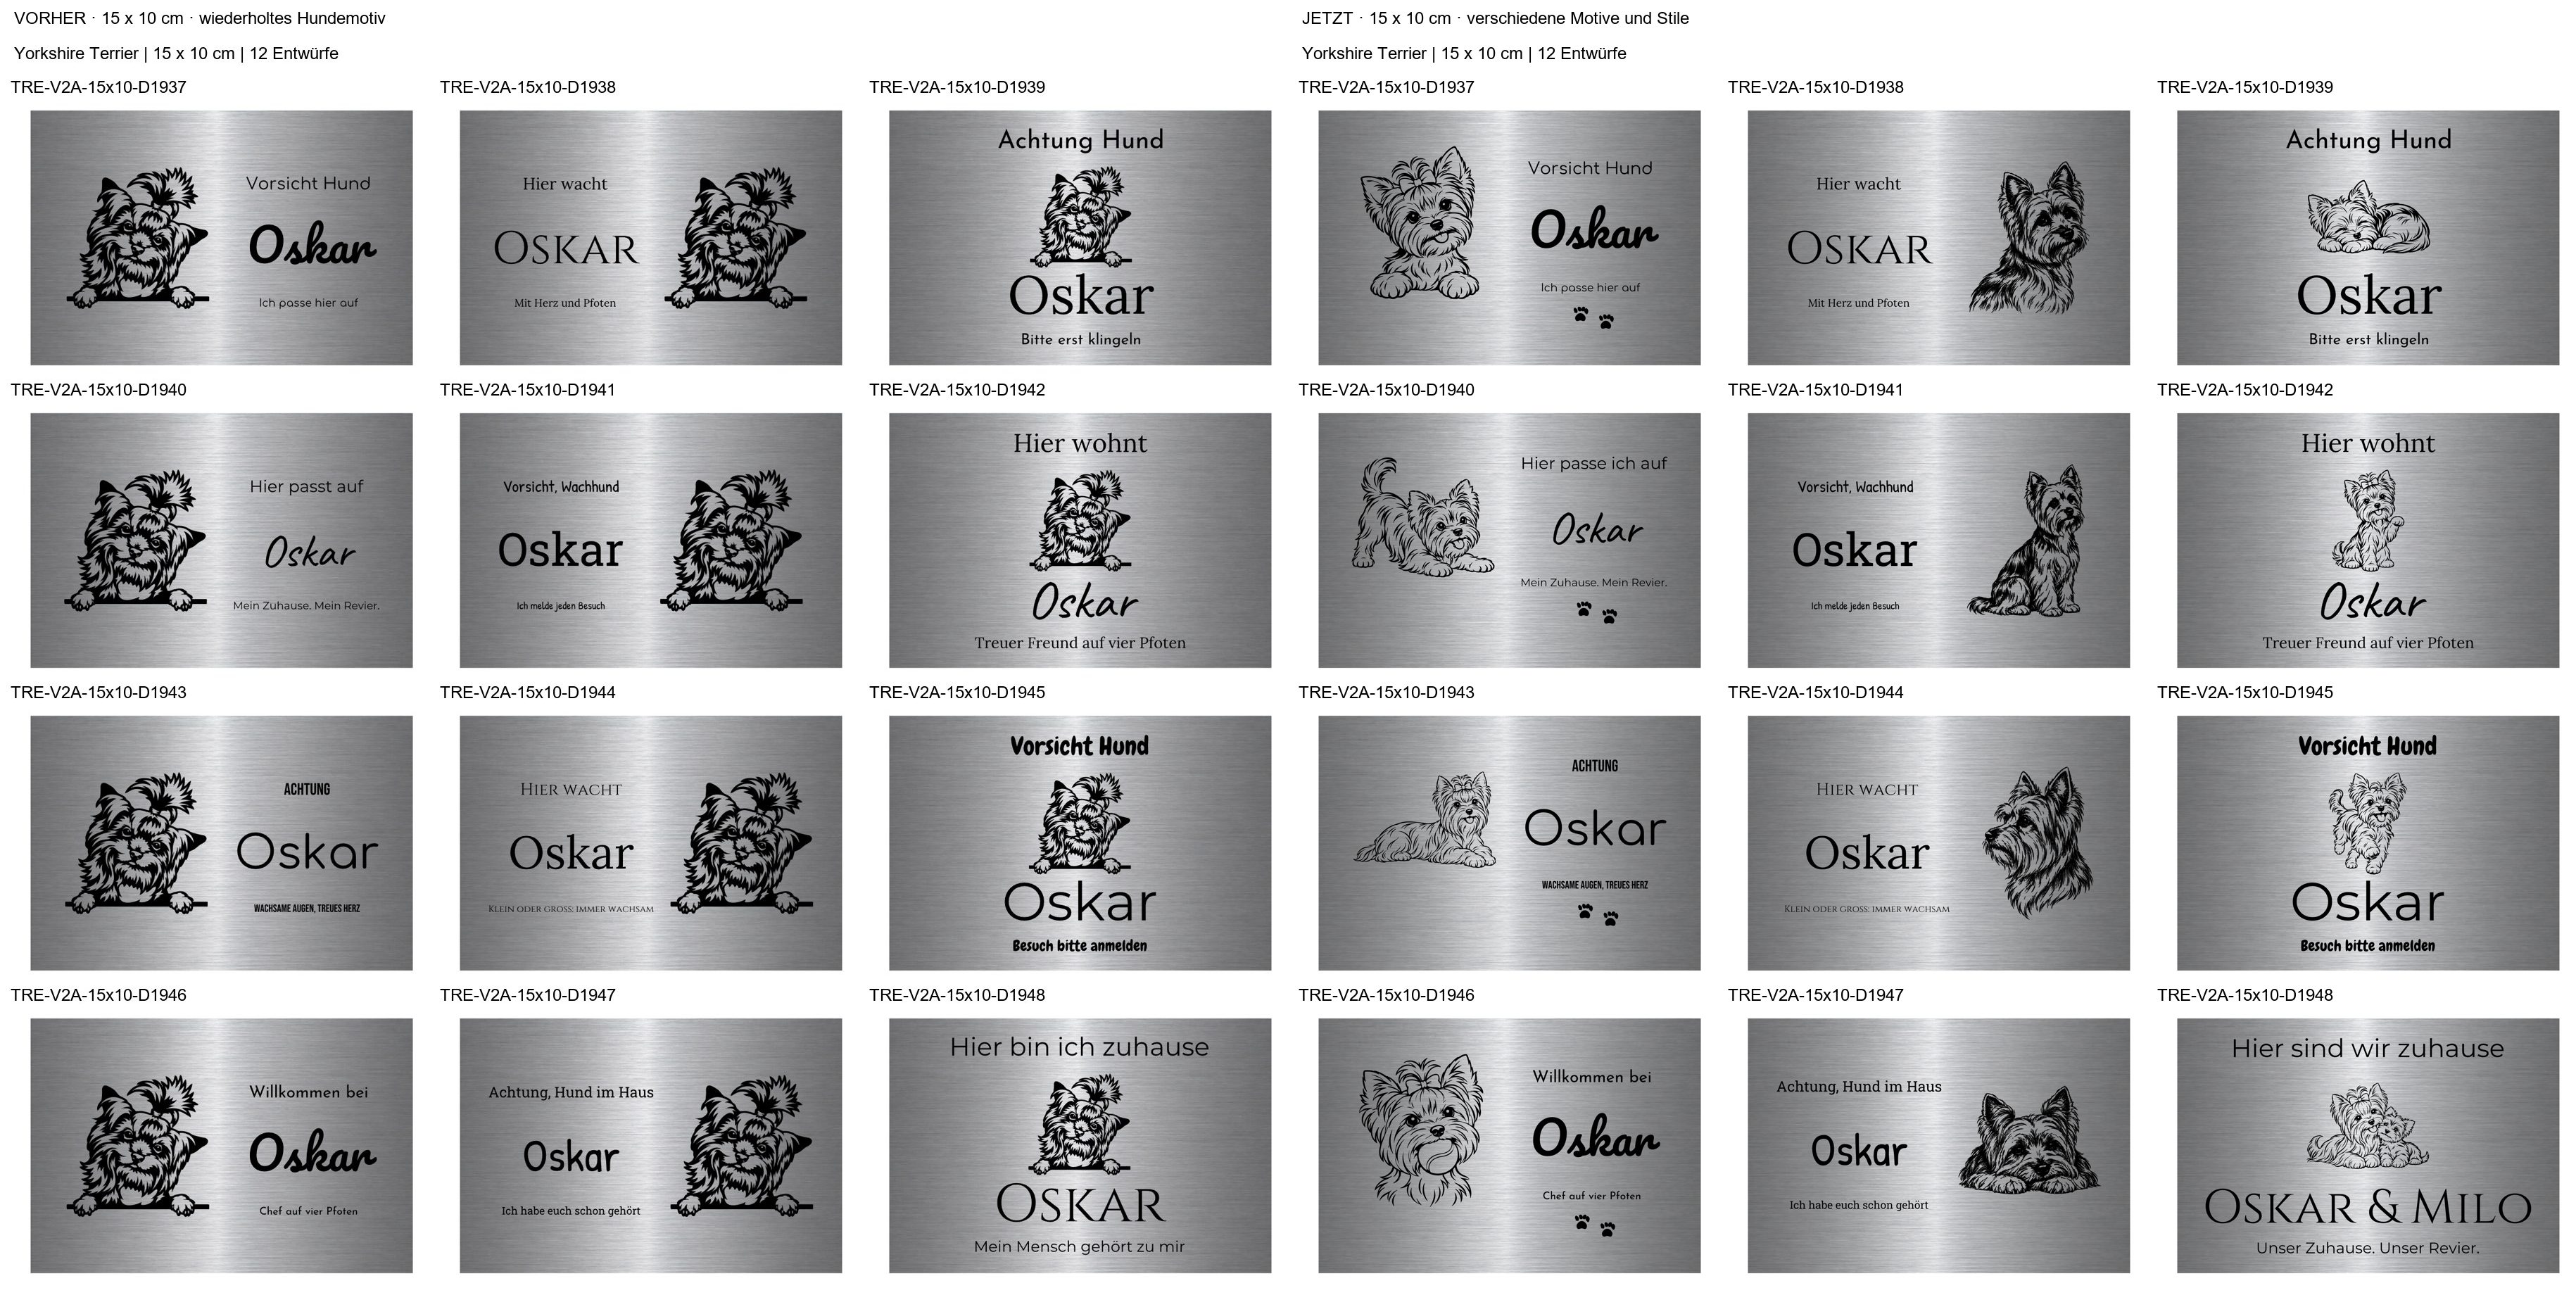 VORHER · 15 x 10 cm · wiederholtes Hundemotiv
Yorkshire Terrier | 15 x 10 cm | 12 Entwürfe
TRE-V2A-15x10-D1937
Vorsicht Hund
Oskar
Ich passe hier auf
TRE-V2A-15x10-D1938
Hier wacht
OSKAR
Mit Herz und Pfoten
TRE-V2A-15x10-D1939
Achtung Hund
Oskar
Bitte erst klingeln
TRE-V2A-15x10-D1940
Hier passt auf
Oskar
Mein Zuhause. Mein Revier.
TRE-V2A-15x10-D1941
Vorsicht, Wachhund
Oskar
Ich melde jeden Besuch
TRE-V2A-15x10-D1942
Hier wohnt
Oskar
Treuer Freund auf vier Pfoten
TRE-V2A-15x10-D1943
ACHTUNG
Oskar
WACHSAME AUGEN, TREUES HERZ
TRE-V2A-15x10-D1944
HIER WACHT
Oskar
KLEIN ODER GROSS: IMMER WACHSAM
TRE-V2A-15x10-D1945
Vorsicht Hund
Oskar
Besuch bitte anmelden
TRE-V2A-15x10-D1946
Willkommen bei
Oskar
Chef auf vier Pfoten
TRE-V2A-15x10-D1947
Achtung, Hund im Haus
Oskar
Ich habe euch schon gehört
TRE-V2A-15x10-D1948
Hier bin ich zuhause
OSKAR
Mein Mensch gehört zu mir
JETZT · 15 x 10 cm · verschiedene Motive und Stile
Yorkshire Terrier | 15 x 10 cm | 12 Entwürfe
TRE-V2A-15x10-D1937
Vorsicht Hund
Oskar
Ich passe hier auf
TRE-V2A-15x10-D1938
Hier wacht
OSKAR
Mit Herz und Pfoten
TRE-V2A-15x10-D1939
Achtung Hund
Oskar
Bitte erst klingeln
TRE-V2A-15x10-D1940
Hier passe ich auf
Oskar
Mein Zuhause. Mein Revier.
TRE-V2A-15x10-D1941
Vorsicht, Wachhund
Oskar
Ich melde jeden Besuch
TRE-V2A-15x10-D1942
Hier wohnt
Oskar
Treuer Freund auf vier Pfoten
TRE-V2A-15x10-D1943
ACHTUNG
Oskar
WACHSAME AUGEN, TREUES HERZ
TRE-V2A-15x10-D1944
HIER WACHT
Oskar
KLEIN ODER GROSS: IMMER WACHSAM
TRE-V2A-15x10-D1945
Vorsicht Hund
Oskar
Besuch bitte anmelden
TRE-V2A-15x10-D1946
Willkommen bei
Oskar
Chef auf vier Pfoten
TRE-V2A-15x10-D1947
Achtung, Hund im Haus
Oskar
Ich habe euch schon gehört
TRE-V2A-15x10-D1948
Hier sind wir zuhause
OSKAR & MILO
Unser Zuhause. Unser Revier.